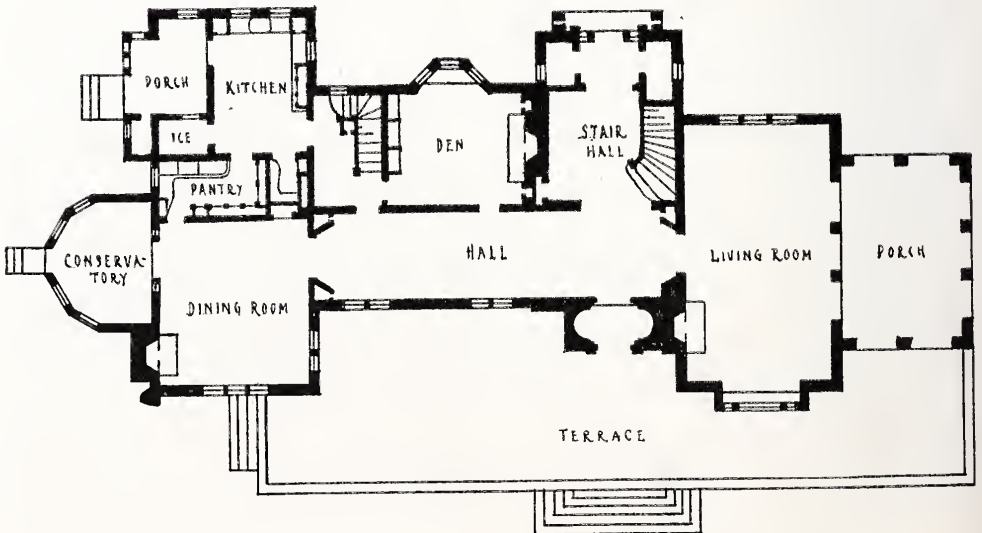 PORCH
KITCHEN
ICE
PANTRY
DEN
STAIR
HALL
CONSERVA-
TORY
DINING ROOM
HALL
LIVING ROOM
PORCH
TERRACE